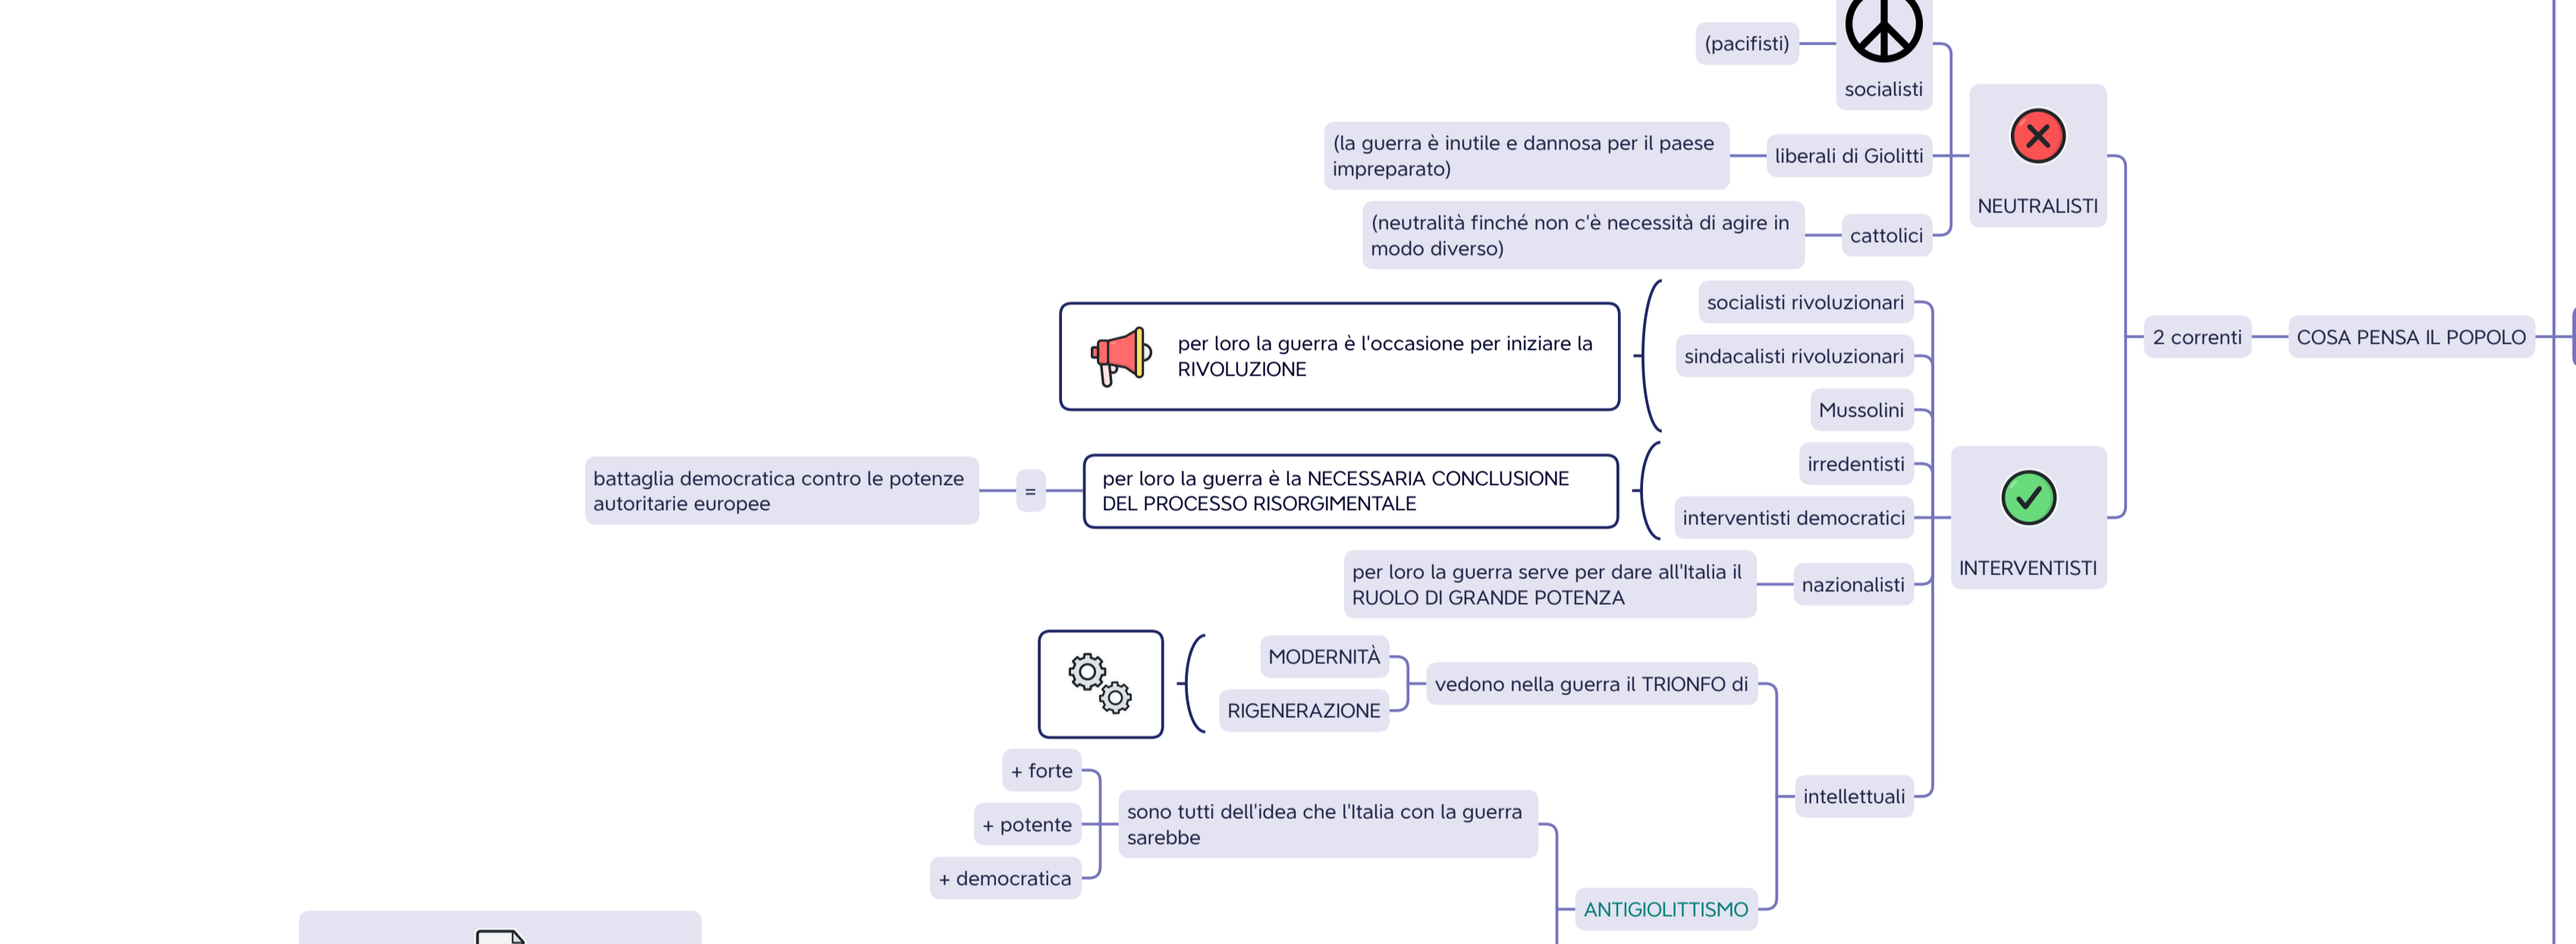 COSA PENSA IL POPOLO
2 correnti
NEUTRALISTI
socialisti
(pacifisti)
liberali di Giolitti
(la guerra è inutile e dannosa per il paese
impreparato)
cattolici
(neutralità finché non c'è necessità di agire in
modo diverso)
INTERVENTISTI
socialisti rivoluzionari
sindacalisti rivoluzionari
Mussolini
per loro la guerra è l'occasione per iniziare la
RIVOLUZIONE
irredentisti
interventisti democratici
per loro la guerra è la NECESSARIA CONCLUSIONE
DEL PROCESSO RISORGIMENTALE
=
battaglia democratica contro le potenze
autoritarie europee
nazionalisti
per loro la guerra serve per dare all'Italia il
RUOLO DI GRANDE POTENZA
intellettuali
vedono nella guerra il TRIONFO di
MODERNITÀ
RIGENERAZIONE
ANTIGIOLITTISMO
sono tutti dell'idea che l'Italia con la guerra
sarebbe
+ forte
+ potente
+ democratica